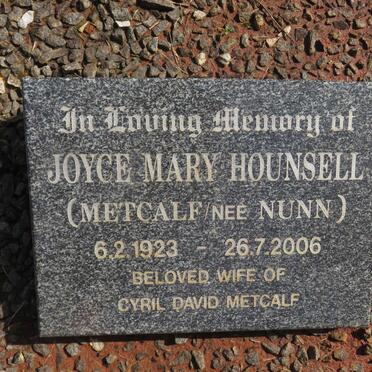 In Loving Memory of
JOYCE MARY HOUNSELL
(METCALF/NEE NUNN)
6.2.1923 - 26.7.2006
BELOVED WIFE OF
CYRIL DAVID METCALF